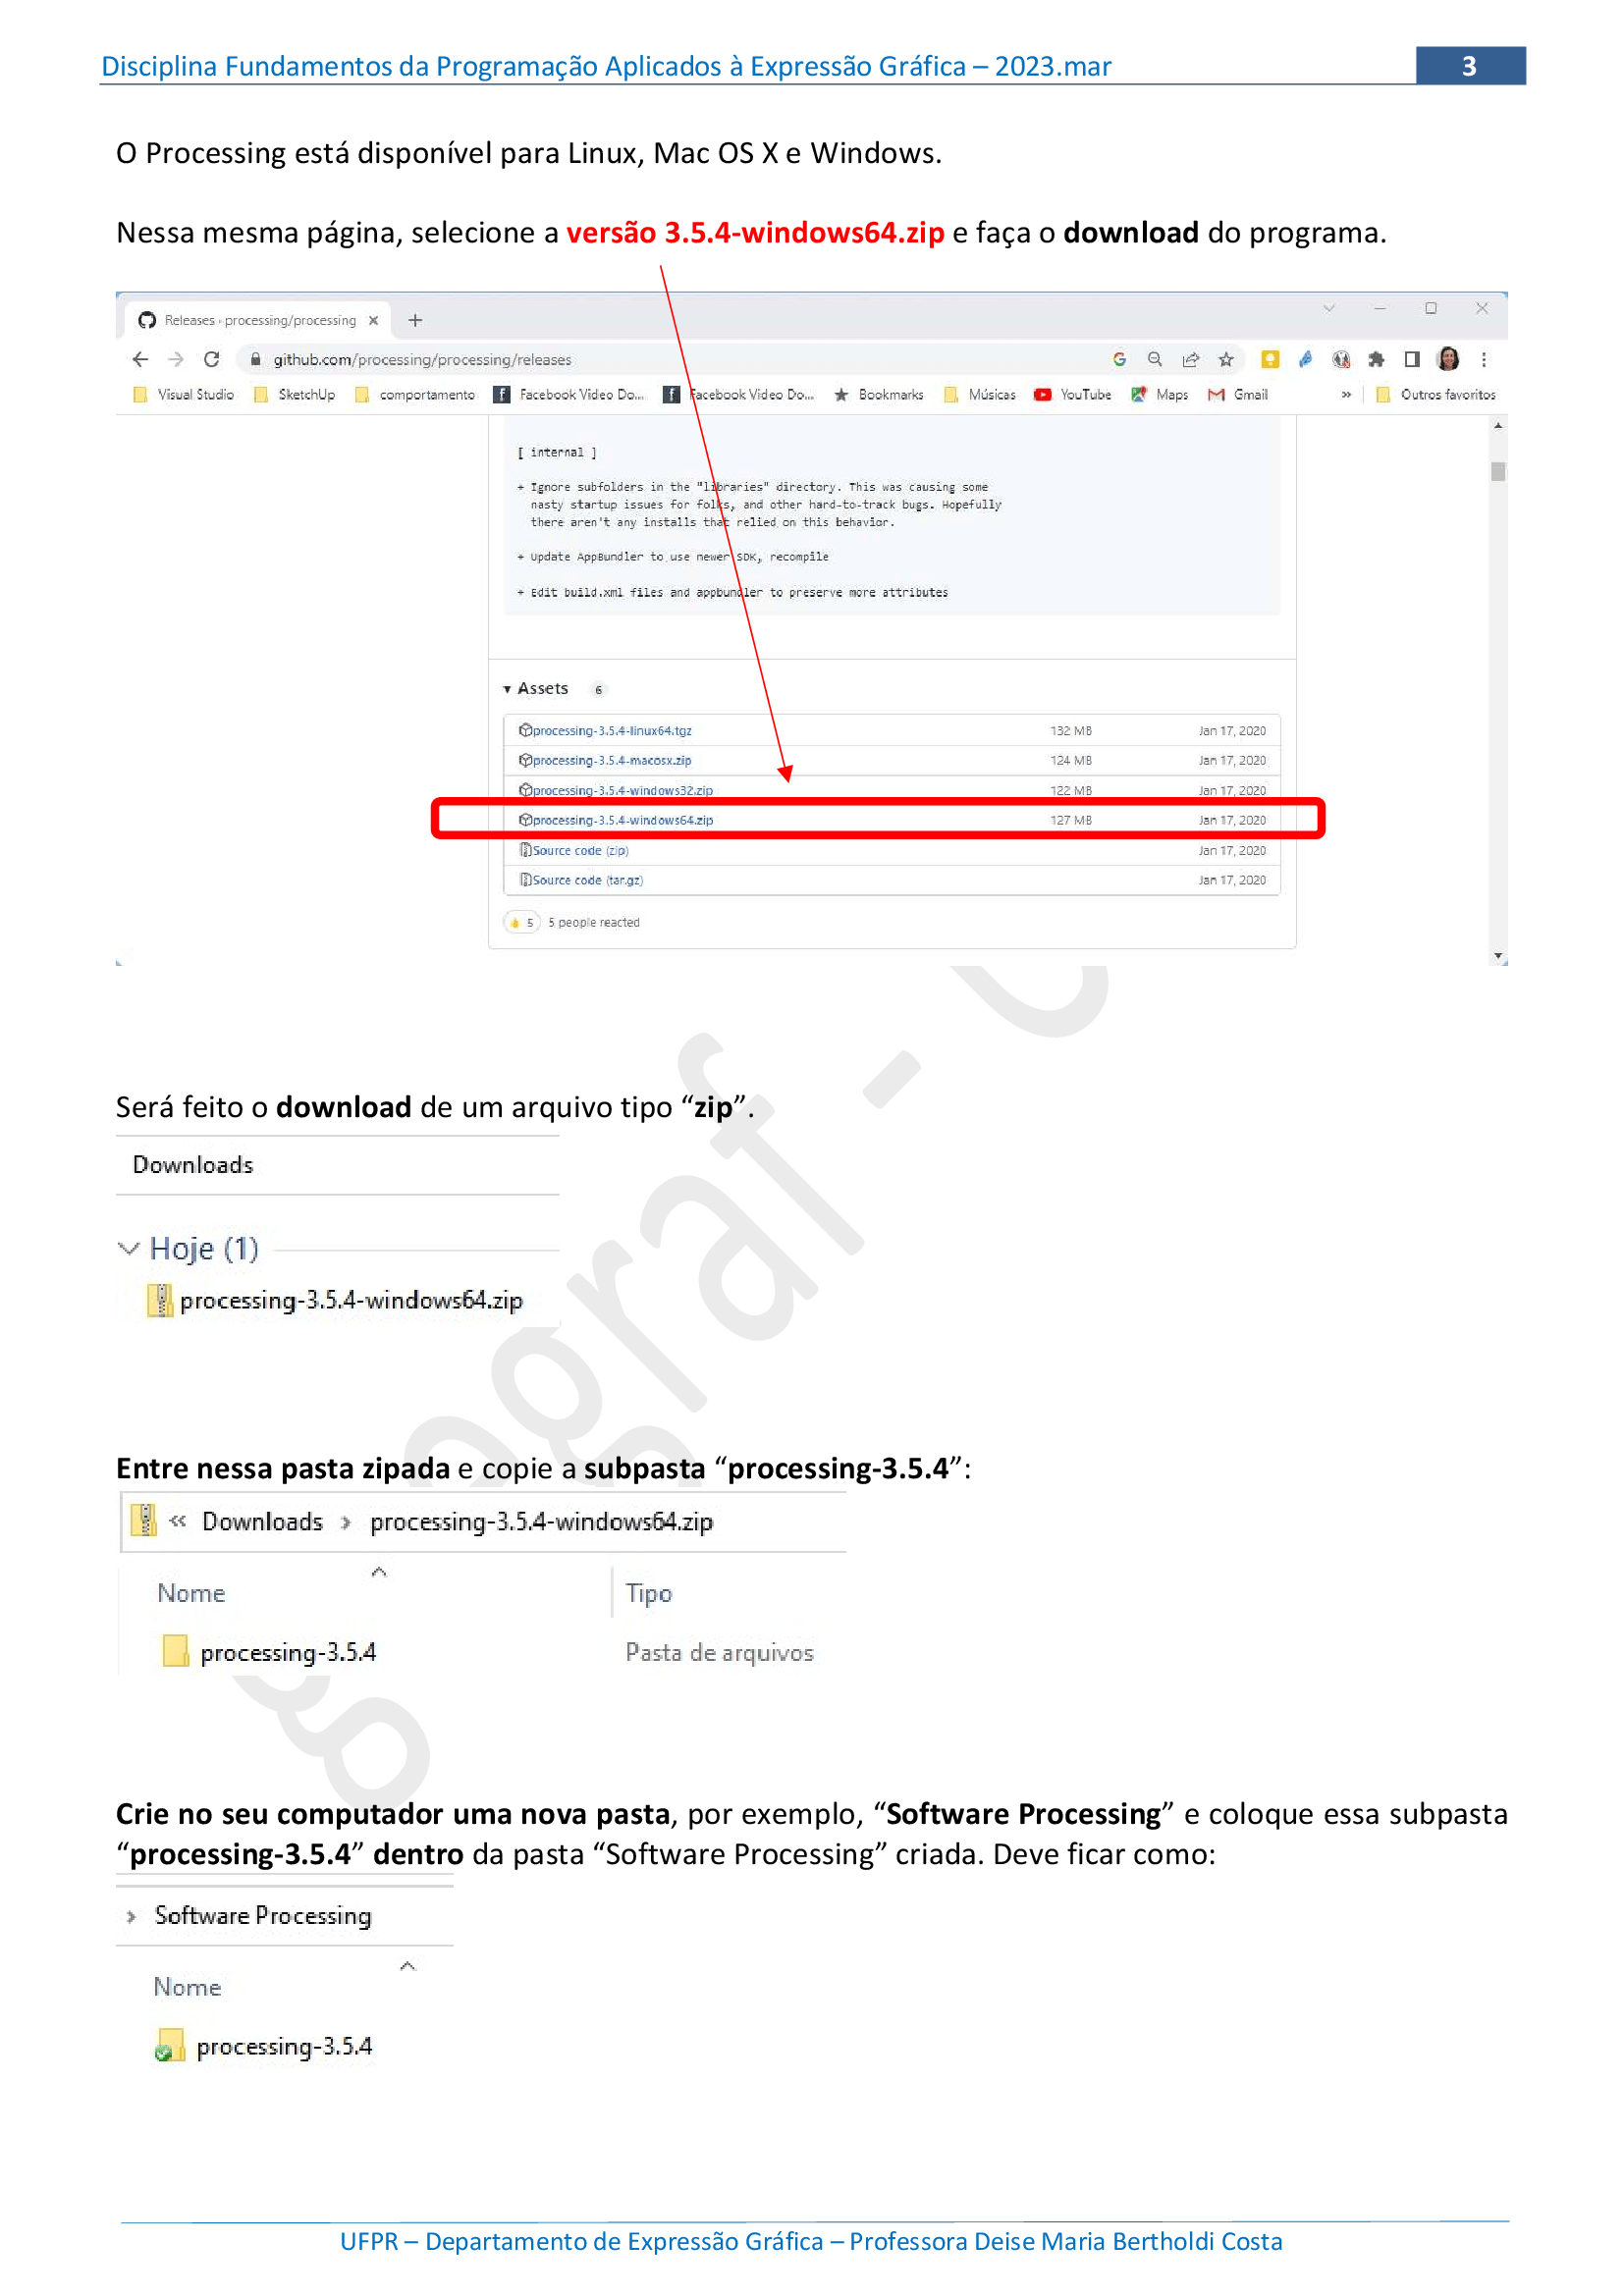 Disciplina Fundamentos da Programação Aplicados à Expressão Gráfica – 2023.mar
3
O Processing está disponível para Linux, Mac OS X e Windows.
Nessa mesma página, selecione a versão 3.5.4-windows64.zip e faça o download do programa.
Releases · processing/processing
github.com/processing/processing/releases
Visual Studio SketchUp comportamento Facebook Video Do... Facebook Video Do... Bookmarks Músicas YouTube Maps Gmail » Outros favoritos
[ internal ]
+ Ignore subfolders in the "libraries" directory. This was causing some
nasty startup issues for folks, and other hard-to-track bugs. Hopefully
there aren't any installs that relied on this behavior.
+ Update AppBundler to use newer SDK, recompile
+ Edit build.xml files and appbundler to preserve more attributes
Assets 6
processing-3.5.4-linux64.tgz 132 MB Jan 17, 2020
processing-3.5.4-macosx.zip 124 MB Jan 17, 2020
processing-3.5.4-windows32.zip 122 MB Jan 17, 2020
processing-3.5.4-windows64.zip 127 MB Jan 17, 2020
Source code (zip) Jan 17, 2020
Source code (tar.gz) Jan 17, 2020
5 5 people reacted
Será feito o download de um arquivo tipo “zip”.
Downloads
Hoje (1)
processing-3.5.4-windows64.zip
Entre nessa pasta zipada e copie a subpasta “processing-3.5.4”:
« Downloads › processing-3.5.4-windows64.zip
Nome Tipo
processing-3.5.4 Pasta de arquivos
Crie no seu computador uma nova pasta, por exemplo, “Software Processing” e coloque essa subpasta
“processing-3.5.4” dentro da pasta “Software Processing” criada. Deve ficar como:
› Software Processing
Nome
processing-3.5.4
UFPR – Departamento de Expressão Gráfica – Professora Deise Maria Bertholdi Costa